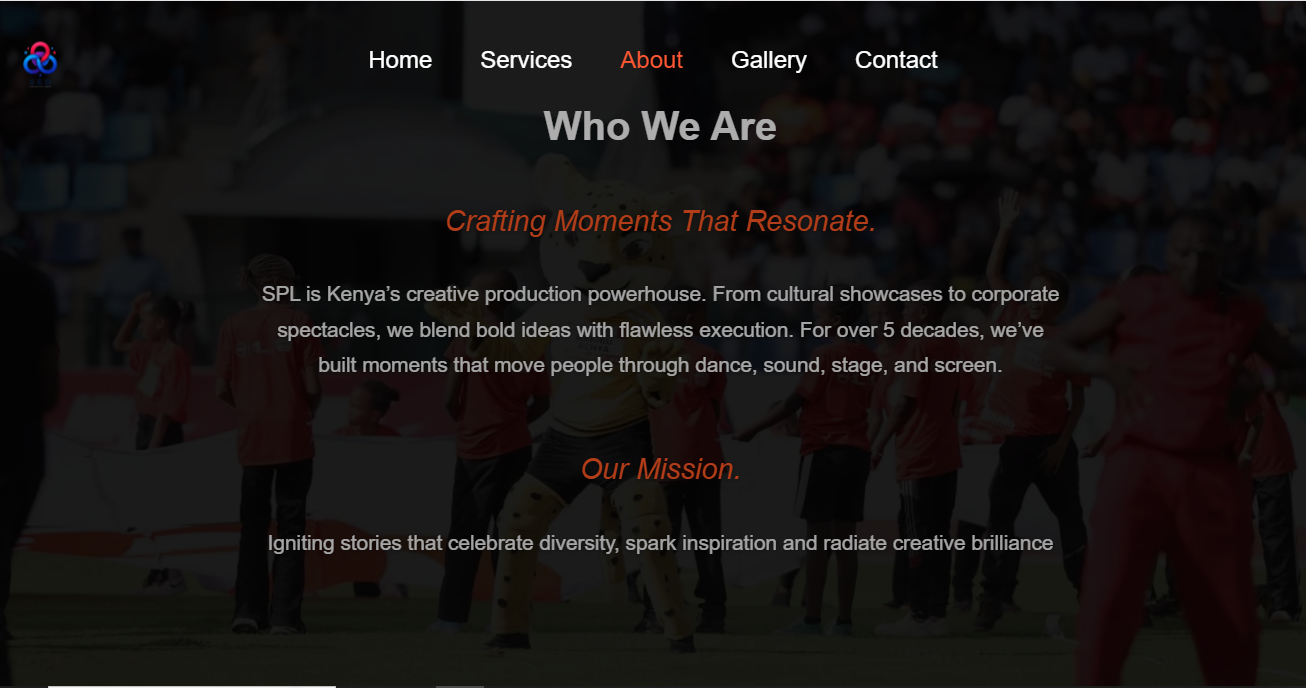 Home Services About Gallery Contact
Who We Are
Crafting Moments That Resonate.
SPL is Kenya’s creative production powerhouse. From cultural showcases to corporate
spectacles, we blend bold ideas with flawless execution. For over 5 decades, we’ve
built moments that move people through dance, sound, stage, and screen.
Our Mission.
Igniting stories that celebrate diversity, spark inspiration and radiate creative brilliance